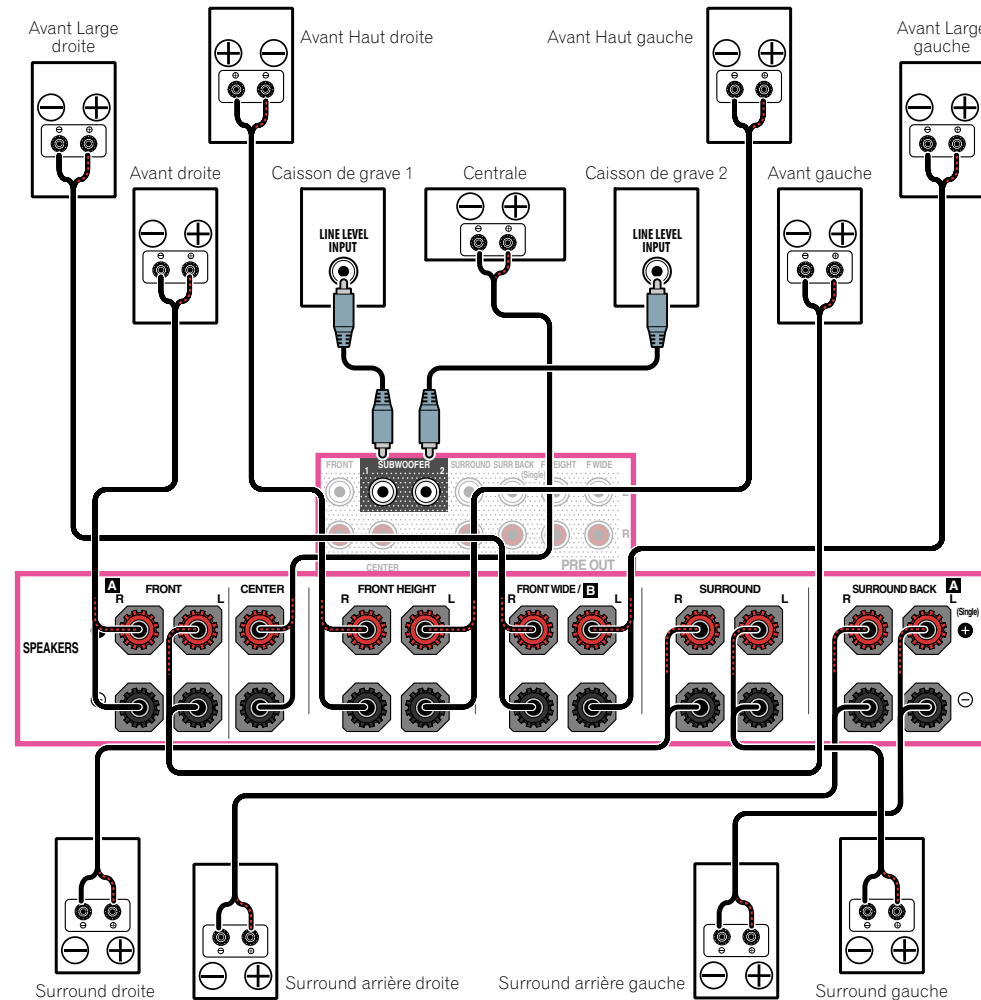 Avant Large
droite
Avant Haut droite
Avant Haut gauche
Avant Large
gauche
Avant droite
Caisson de grave 1
Centrale
Caisson de grave 2
Avant gauche
LINE LEVEL
INPUT
LINE LEVEL
INPUT
FRONT
SUBWOOFER
1
2
SURROUND
SURR BACK
(Single)
F WIDE
L
R
CENTER
PRE OUT
SPEAKERS
A
FRONT
R
L
CENTER
FRONT HEIGHT
R
L
FRONT WIDE / B
R
L
SURROUND
R
L
SURROUND BACK
A
R
L
(Single)
Surround droite
Surround arrière droite
Surround arrière gauche
Surround gauche